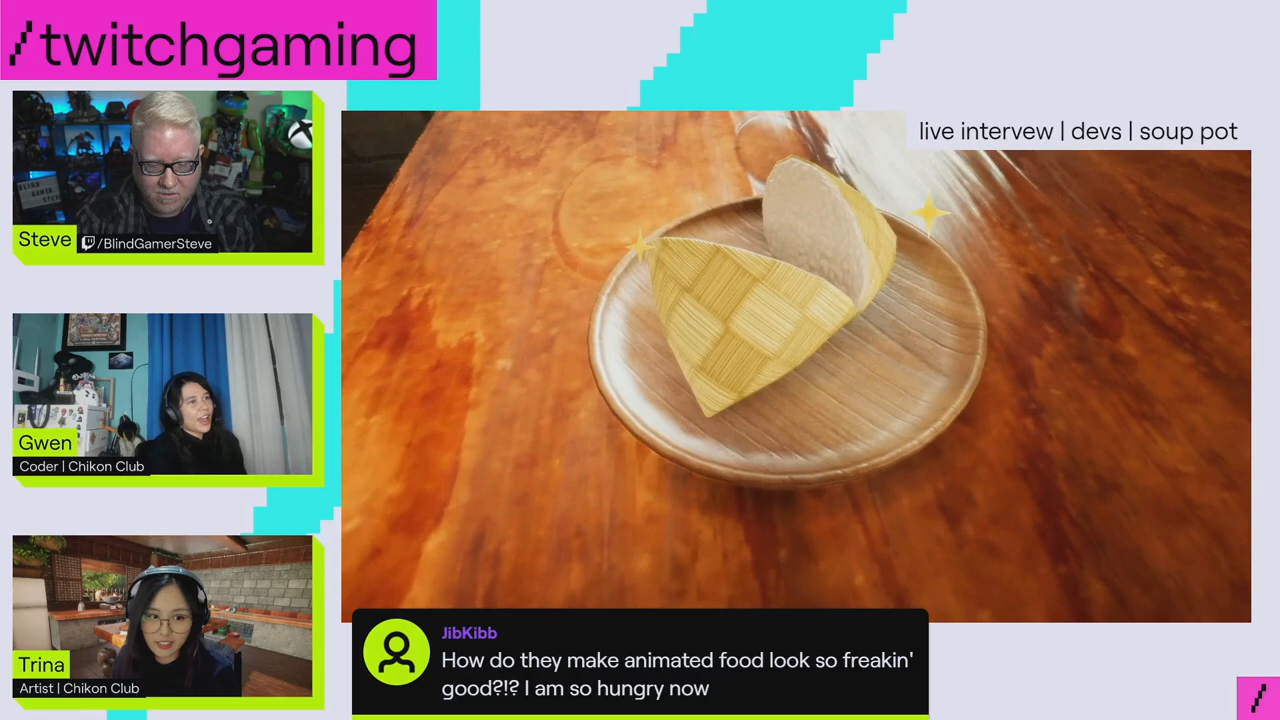 /twitchgaming
live intervew | devs | soup pot
Steve
/BlindGamerSteve
Gwen
Coder | Chikon Club
Trina
Artist | Chikon Club
JibKibb
How do they make animated food look so freakin'
good?!? I am so hungry now